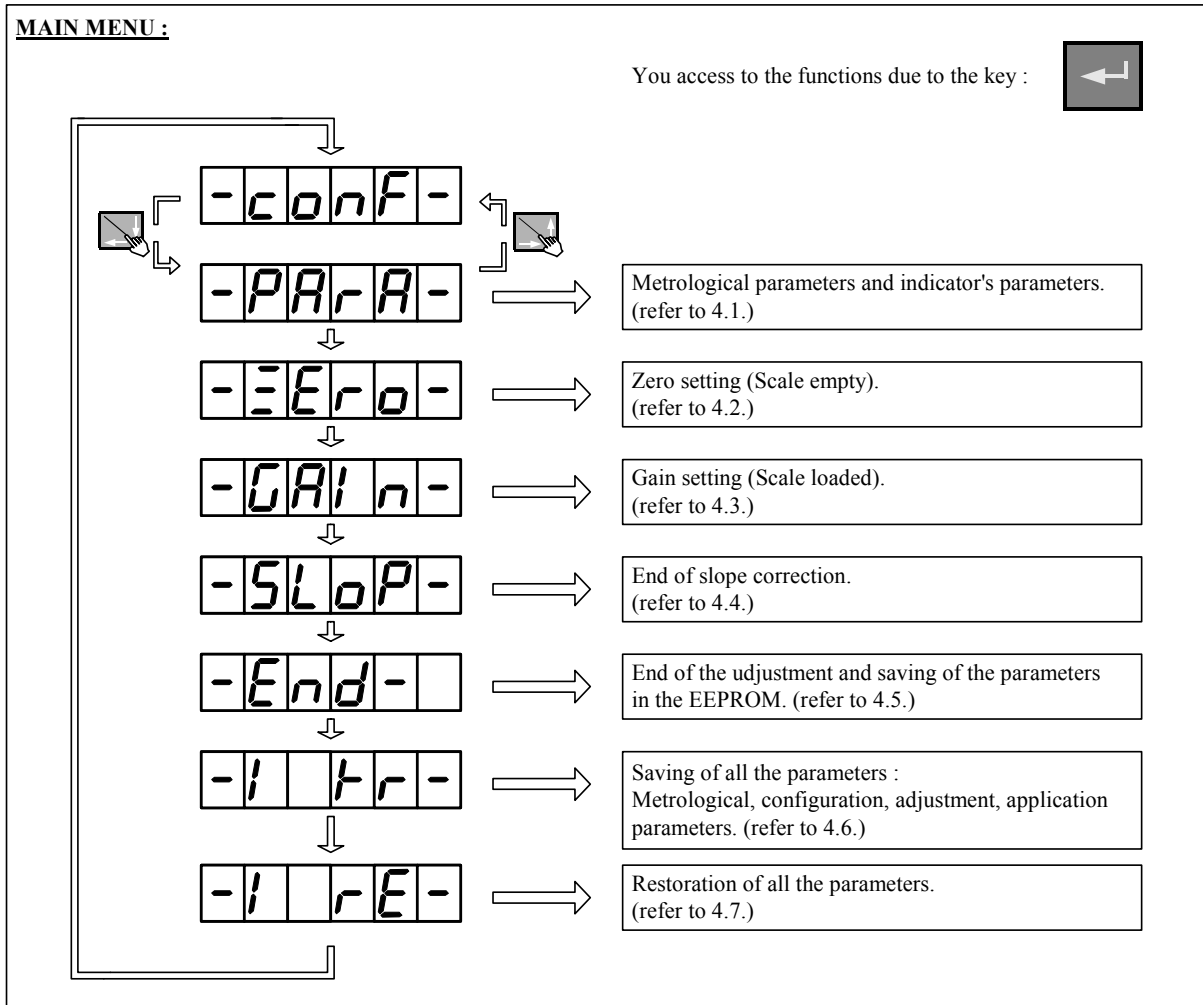 MAIN MENU :
You access to the functions due to the key :
-conF-
-PArA-
Metrological parameters and indicator's parameters.
(refer to 4.1.)
-ZEro-
Zero setting (Scale empty).
(refer to 4.2.)
-GAIn-
Gain setting (Scale loaded).
(refer to 4.3.)
-SLoP-
End of slope correction.
(refer to 4.4.)
-End-
End of the udjustment and saving of the parameters
in the EEPROM. (refer to 4.5.)
-I tr-
Saving of all the parameters :
Metrological, configuration, adjustment, application
parameters. (refer to 4.6.)
-I rE-
Restoration of all the parameters.
(refer to 4.7.)